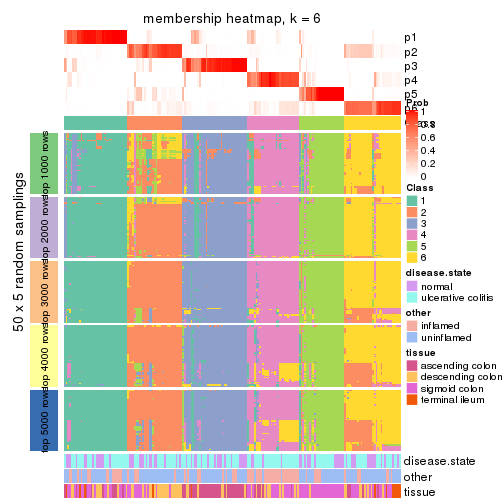 membership heatmap, k = 6
p1
p2
p3
p4
p5
Prob
1
0.8
0.6
0.4
0.2
0
Class
1
2
3
4
5
6
disease.state
normal
ulcerative colitis
other
inflamed
uninflamed
tissue
ascending colon
descending colon
sigmoid colon
terminal ileum
50 x 5 random samplings
top 1000 rows
top 2000 rows
top 3000 rows
top 4000 rows
top 5000 rows
disease.state
other
tissue